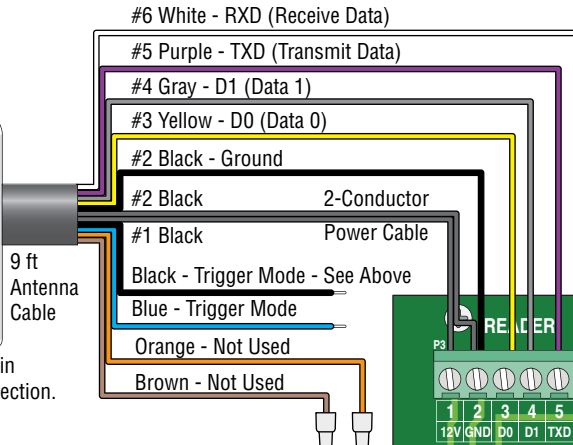 #6 White - RXD (Receive Data)
#5 Purple - TXD (Transmit Data)
#4 Gray - D1 (Data 1)
#3 Yellow - D0 (Data 0)
#2 Black - Ground
#2 Black
2-Conductor
#1 Black
Power Cable
9 ft
Antenna
Cable
Black - Trigger Mode - See Above
Blue - Trigger Mode
Orange - Not Used
Brown - Not Used
in
ection.
READER
P3
1 2 3 4 5
12V GND D0 D1 TXD